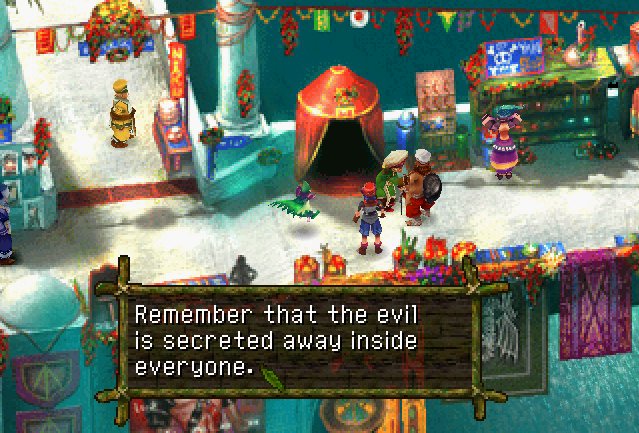 Remember that the evil
is secreted away inside
everyone.